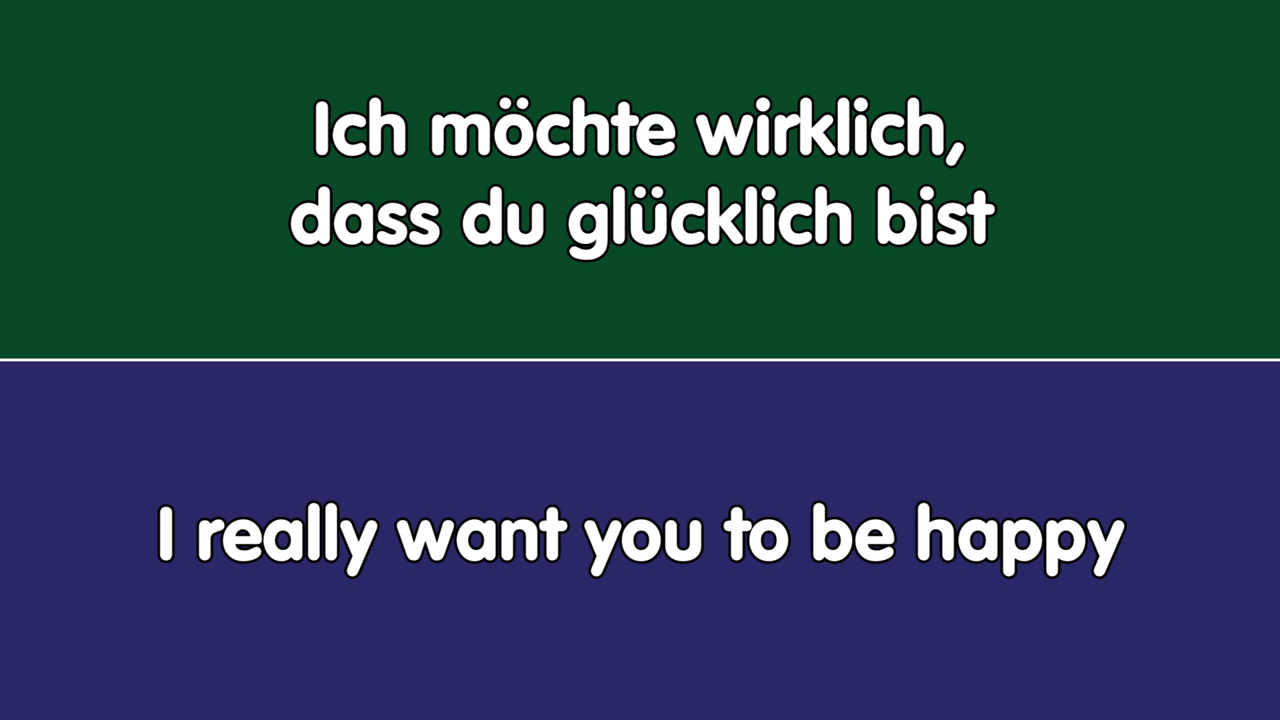 Ich möchte wirklich,
dass du glücklich bist
I really want you to be happy